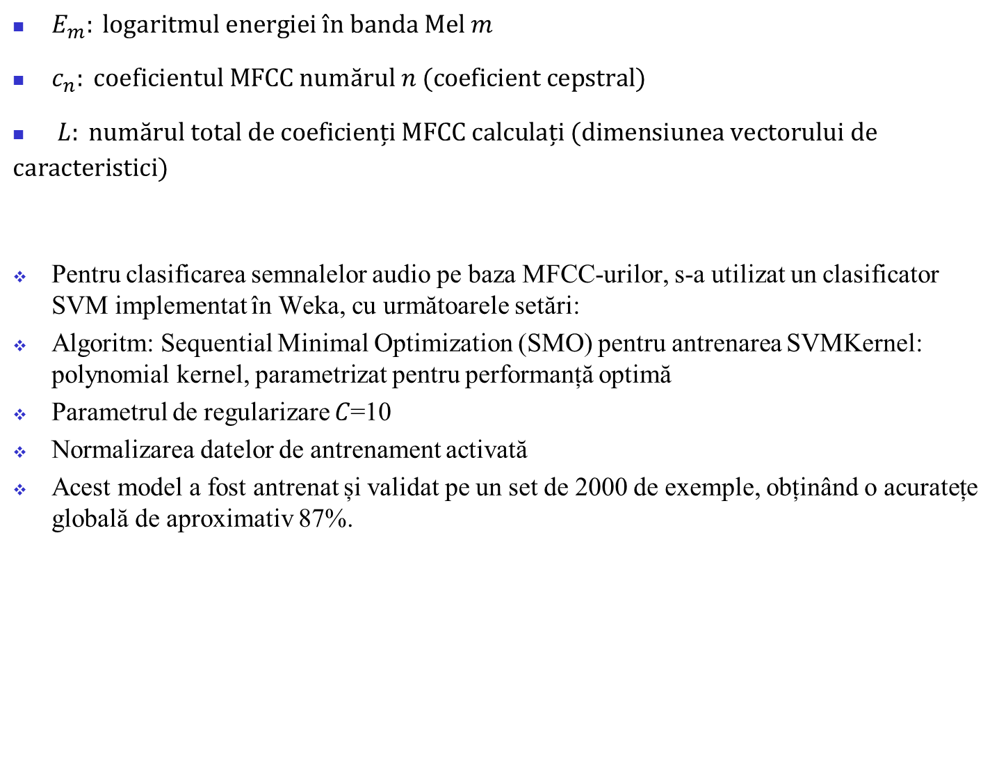 ▪ Eₘ: logaritmul energiei în banda Mel m
▪ cₙ: coeficientul MFCC numărul n (coeficient cepstral)
▪ L: numărul total de coeficienți MFCC calculați (dimensiunea vectorului de
caracteristici)
❖ Pentru clasificarea semnalelor audio pe baza MFCC-urilor, s-a utilizat un clasificator
SVM implementat în Weka, cu următoarele setări:
❖ Algoritm: Sequential Minimal Optimization (SMO) pentru antrenarea SVMKernel:
polynomial kernel, parametrizat pentru performanță optimă
❖ Parametrul de regularizare C=10
❖ Normalizarea datelor de antrenament activată
❖ Acest model a fost antrenat și validat pe un set de 2000 de exemple, obținând o acuratețe
globală de aproximativ 87%.